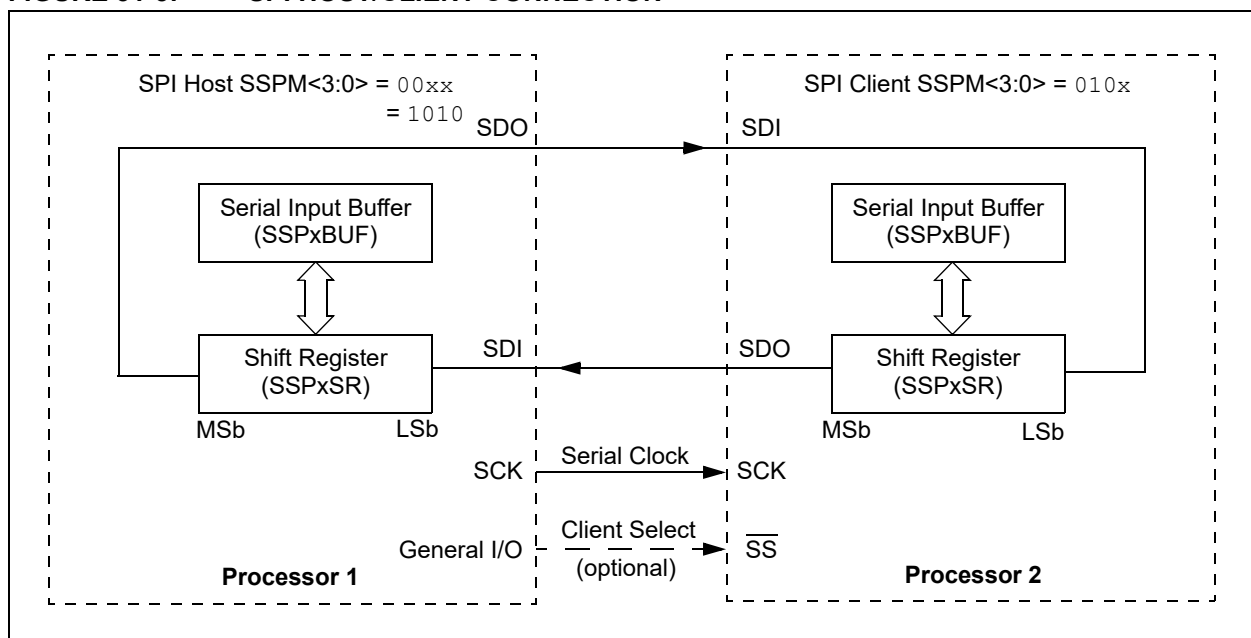 SPI Host SSPM<3:0> = 00xx
= 1010
SPI Client SSPM<3:0> = 010x
SDO
SDI
Serial Input Buffer
(SSPxBUF)
Serial Input Buffer
(SSPxBUF)
SDI
SDO
Shift Register
(SSPxSR)
Shift Register
(SSPxSR)
MSb
LSb
MSb
LSb
SCK
Serial Clock
SCK
General I/O
Client Select
(optional)
SS
Processor 1
Processor 2